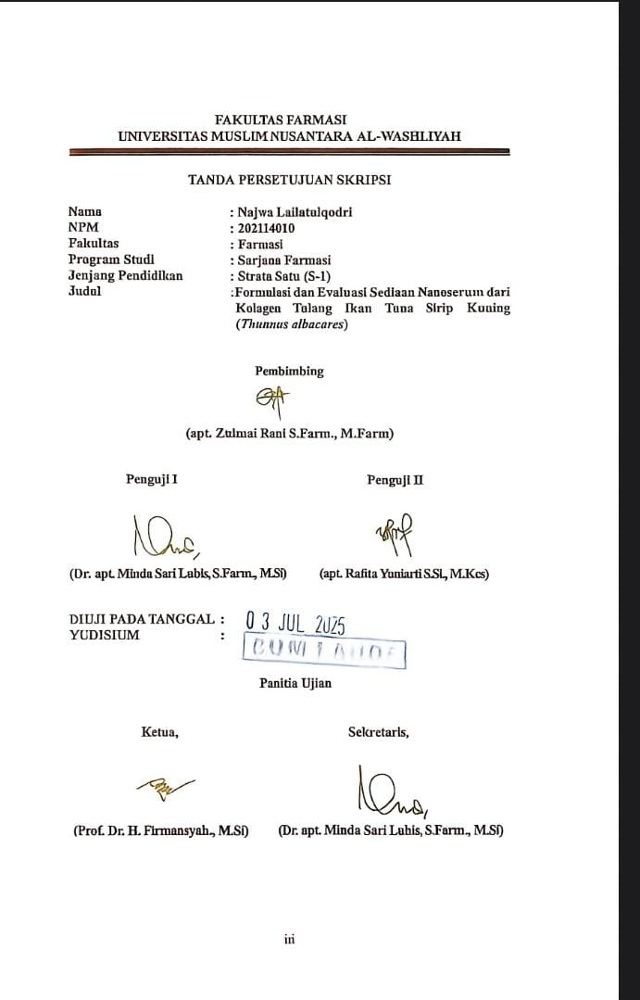 FAKULTAS FARMASI
UNIVERSITAS MUSLIM NUSANTARA AL-WASHLIYAH
TANDA PERSETUJUAN SKRIPSI
Nama : Najwa Lailatulqodri
NPM : 202114010
Fakultas : Farmasi
Program Studi : Sarjana Farmasi
Jenjang Pendidikan : Strata Satu (S-1)
Judul :Formulasi dan Evaluasi Sediaan Nanoserum dari
Kolagen Tulang Ikan Tuna Sirip Kuning
(Thunnus albacares)
Pembimbing
(apt. Zulmai Rani S.Farm., M.Farm)
Penguji I Penguji II
(Dr. apt. Minda Sari Lubis, S.Farm., M.Si) (apt. Rafita Yuniarti S.Si., M.Kes)
DIUJI PADA TANGGAL : 03 JUL 2025
YUDISIUM : CUMLAUDE
Panitia Ujian
Ketua, Sekretaris,
(Prof. Dr. H. Firmansyah., M.Si) (Dr. apt. Minda Sari Lubis, S.Farm., M.Si)
iii